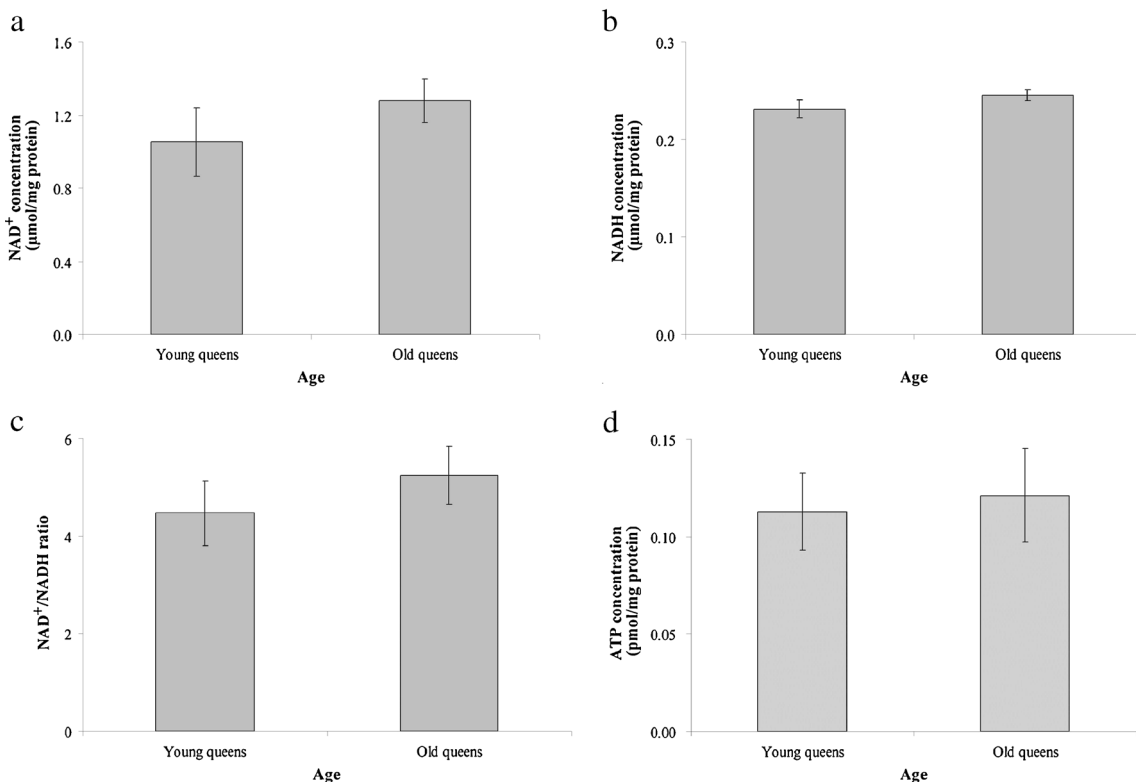 a
NAD+ concentration
(µmol/mg protein)
1.6
1.2
0.8
0.4
0.0
Young queens
Old queens
Age
b
NADH concentration
(µmol/mg protein)
0.3
0.2
0.1
0.0
Young queens
Old queens
Age
c
NAD+/NADH ratio
6
4
2
0
Young queens
Old queens
Age
d
ATP concentration
(pmol/mg protein)
0.15
0.10
0.05
0.00
Young queens
Old queens
Age